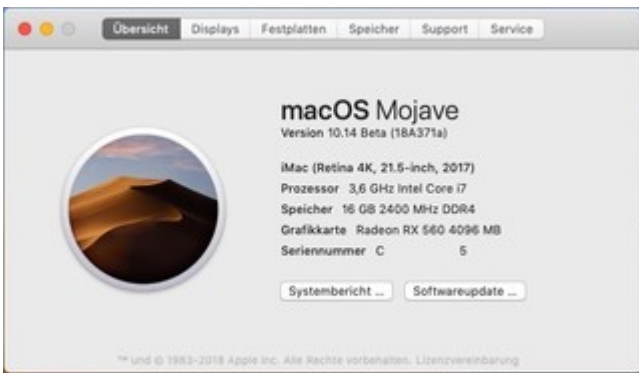 Übersicht Displays Festplatten Speicher Support Service
macOS Mojave
Version 10.14 Beta (18A371a)
iMac (Retina 4K, 21.5-inch, 2017)
Prozessor 3,6 GHz Intel Core i7
Speicher 16 GB 2400 MHz DDR4
Grafikkarte Radeon RX 560 4096 MB
Seriennummer C 5
Systembericht ... Softwareupdate ...
™ und © 1983-2018 Apple Inc. Alle Rechte vorbehalten. Lizenzvereinbarung